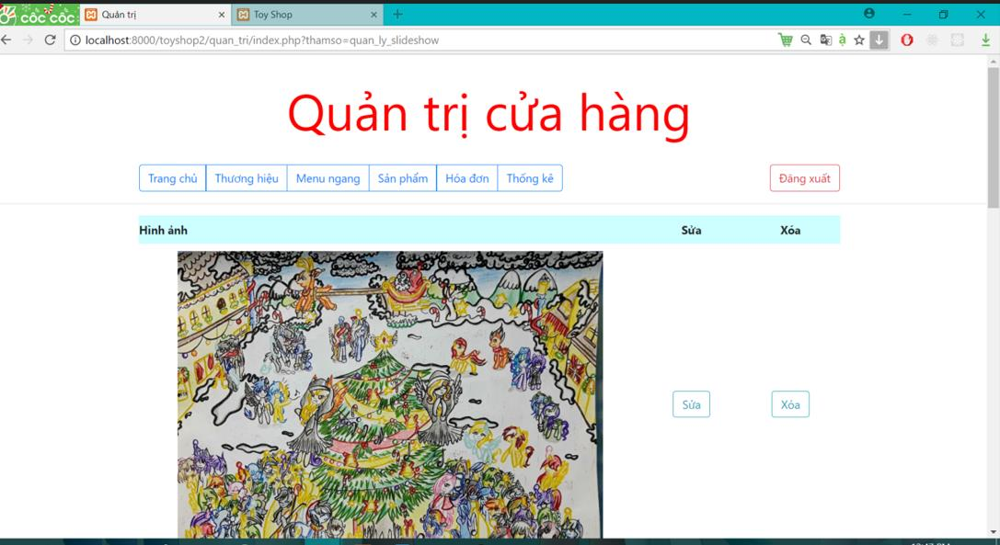 cốc cốc Quản trị Toy Shop
localhost:8000/toyshop2/quan_tri/index.php?thamso=quan_ly_slideshow
Quản trị cửa hàng
Trang chủ Thương hiệu Menu ngang Sản phẩm Hóa đơn Thống kê Đăng xuất
Hình ảnh Sửa Xóa
Sửa Xóa